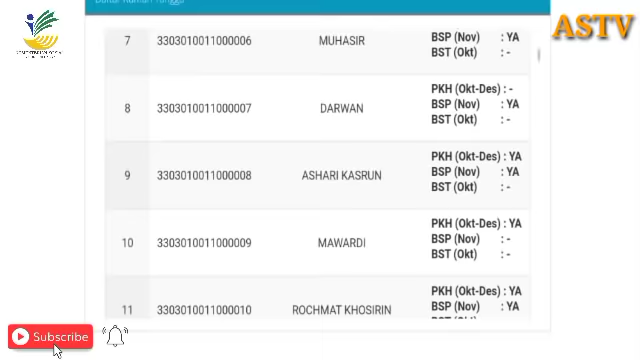 ASTV
7 3303010011000006 MUHASIR BSP (Nov) : YA
BST (Okt) : -
PKH (Okt-Des) : -
8 3303010011000007 DARWAN BSP (Nov) : YA
BST (Okt) : -
PKH (Okt-Des) : YA
9 3303010011000008 ASHARI KASRUN BSP (Nov) : YA
BST (Okt) : -
PKH (Okt-Des) : YA
10 3303010011000009 MAWARDI BSP (Nov) : -
BST (Okt) : -
PKH (Okt-Des) : YA
11 3303010011000010 ROCHMAT KHOSIRIN BSP (Nov) : YA
Subscribe